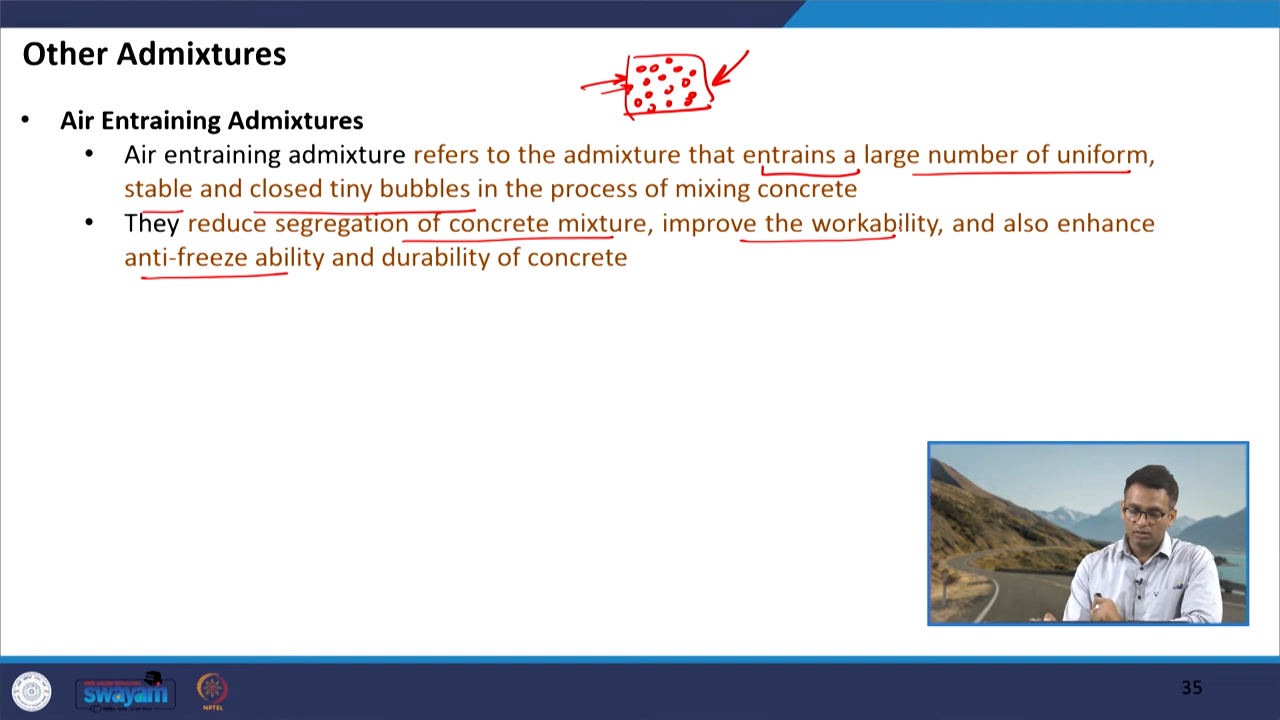 Other Admixtures
• Air Entraining Admixtures
• Air entraining admixture refers to the admixture that entrains a large number of uniform,
stable and closed tiny bubbles in the process of mixing concrete
• They reduce segregation of concrete mixture, improve the workability, and also enhance
anti-freeze ability and durability of concrete
swayam
NPTEL
35